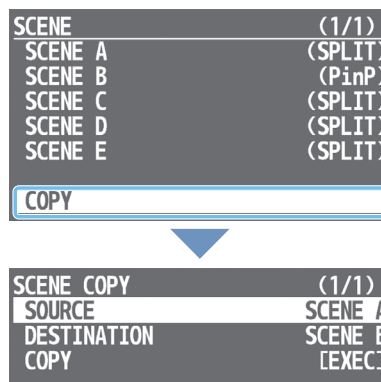 SCENE (1/1)
SCENE A (SPLIT)
SCENE B (PinP)
SCENE C (SPLIT)
SCENE D (SPLIT)
SCENE E (SPLIT)
COPY
SCENE COPY (1/1)
SOURCE SCENE A
DESTINATION SCENE
COPY [EXEC]